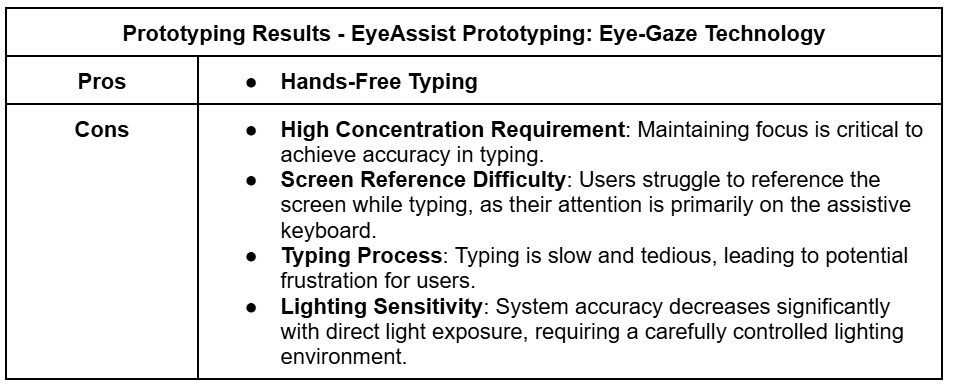 Prototyping Results - EyeAssist Prototyping: Eye-Gaze Technology
Pros
● Hands-Free Typing
Cons
● High Concentration Requirement: Maintaining focus is critical to
achieve accuracy in typing.
● Screen Reference Difficulty: Users struggle to reference the
screen while typing, as their attention is primarily on the assistive
keyboard.
● Typing Process: Typing is slow and tedious, leading to potential
frustration for users.
● Lighting Sensitivity: System accuracy decreases significantly
with direct light exposure, requiring a carefully controlled lighting
environment.